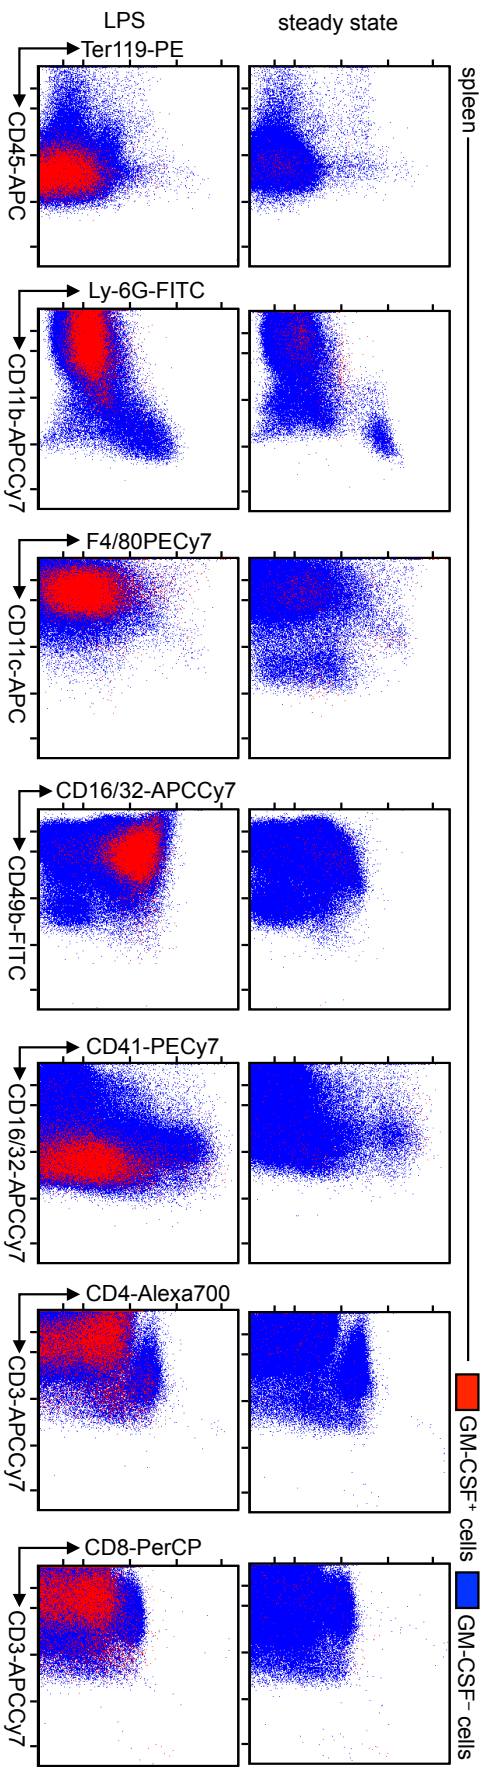 LPS
steady state
spleen
Ter119-PE
CD45-APC
Ly-6G-FITC
CD11b-APCCy7
F4/80PECy7
CD11c-APC
CD16/32-APCCy7
CD49b-FITC
CD41-PECy7
CD16/32-APCCy7
CD4-Alexa700
CD3-APCCy7
CD8-PerCP
CD3-APCCy7
GM-CSF⁺ cells
GM-CSF⁻ cells